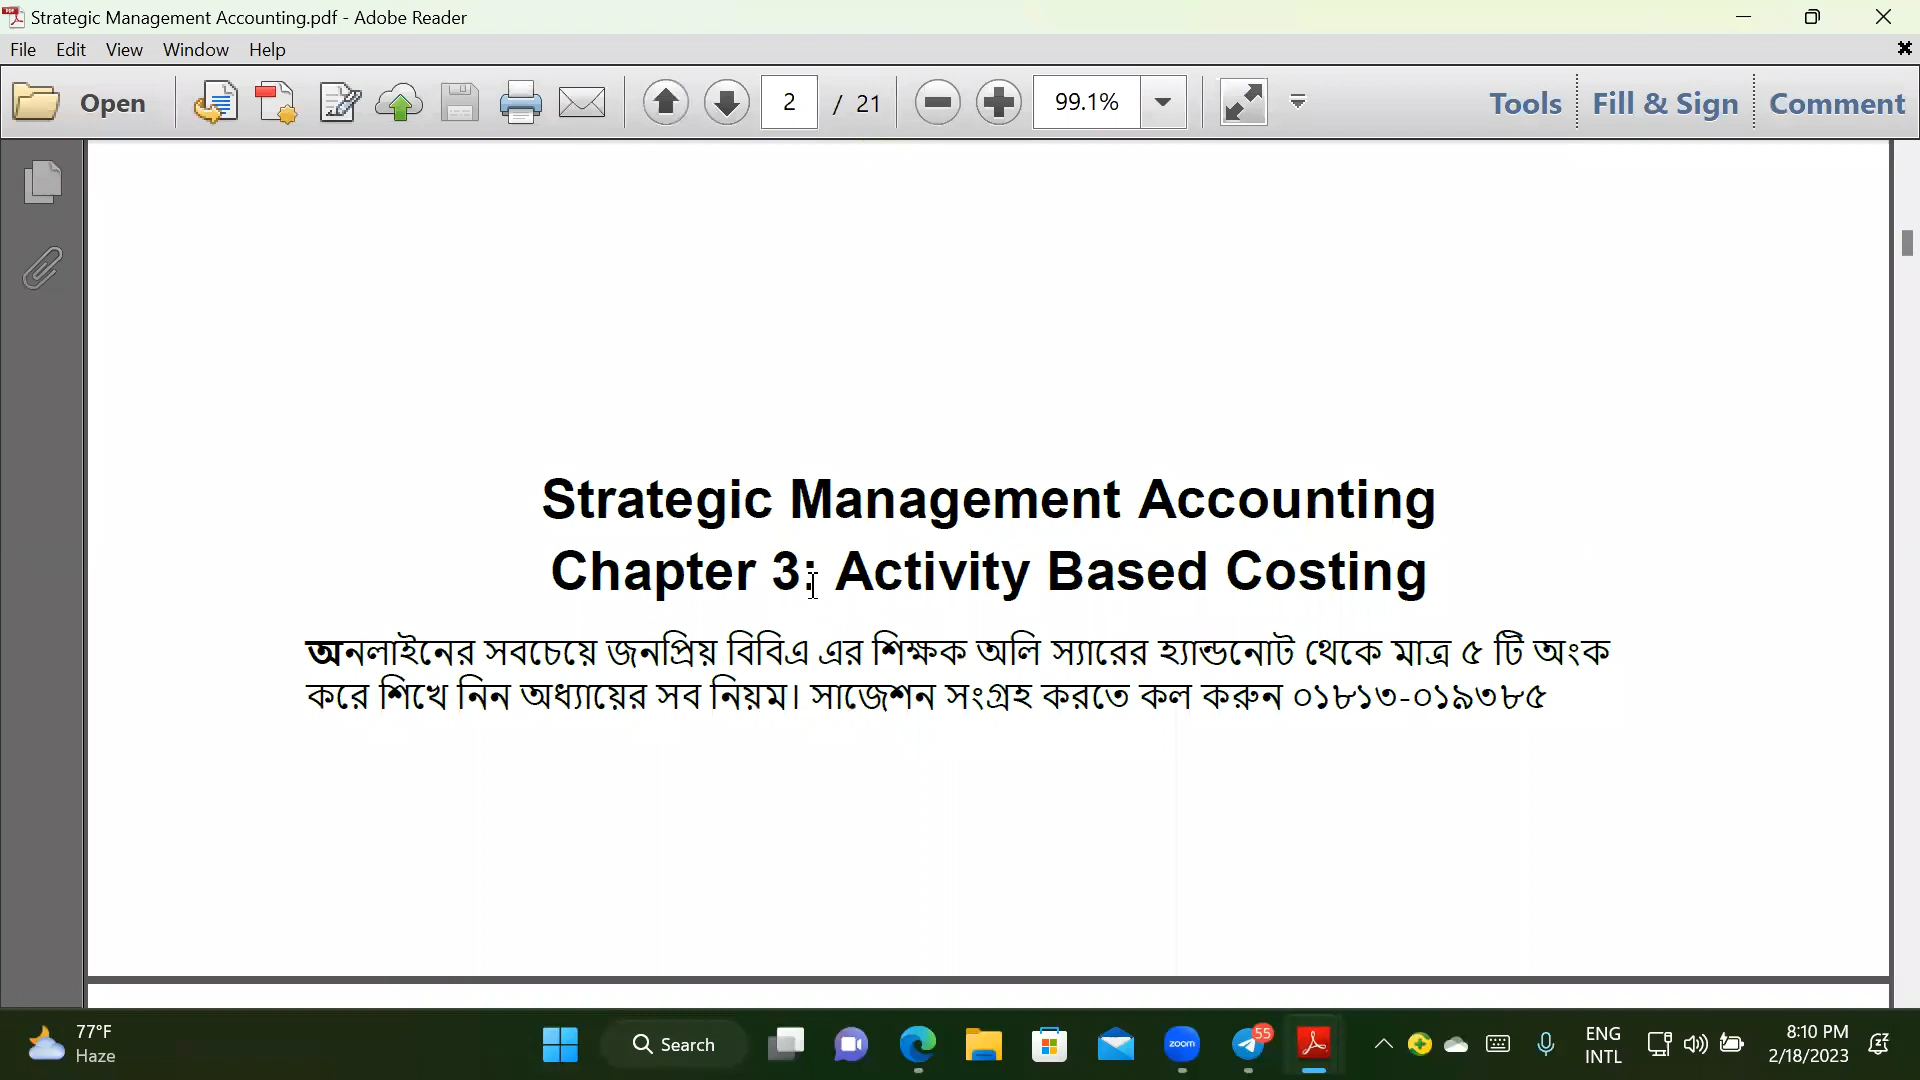 Strategic Management Accounting.pdf - Adobe Reader
File Edit View Window Help
Open 2 / 21 99.1% Tools Fill & Sign Comment
Strategic Management Accounting
Chapter 3: Activity Based Costing
অনলাইনের সবচেয়ে জনপ্রিয় বিবিএ এর শিক্ষক অলি স্যারের হ্যান্ডনোট থেকে মাত্র ৫ টি অংক
করে শিখে নিন অধ্যায়ের সব নিয়ম। সাজেশন সংগ্রহ করতে কল করুন ০১৮১৩-০১৯৩৮৫
77°F
Haze
Search
zoom
55
ENG
INTL
8:10 PM
2/18/2023